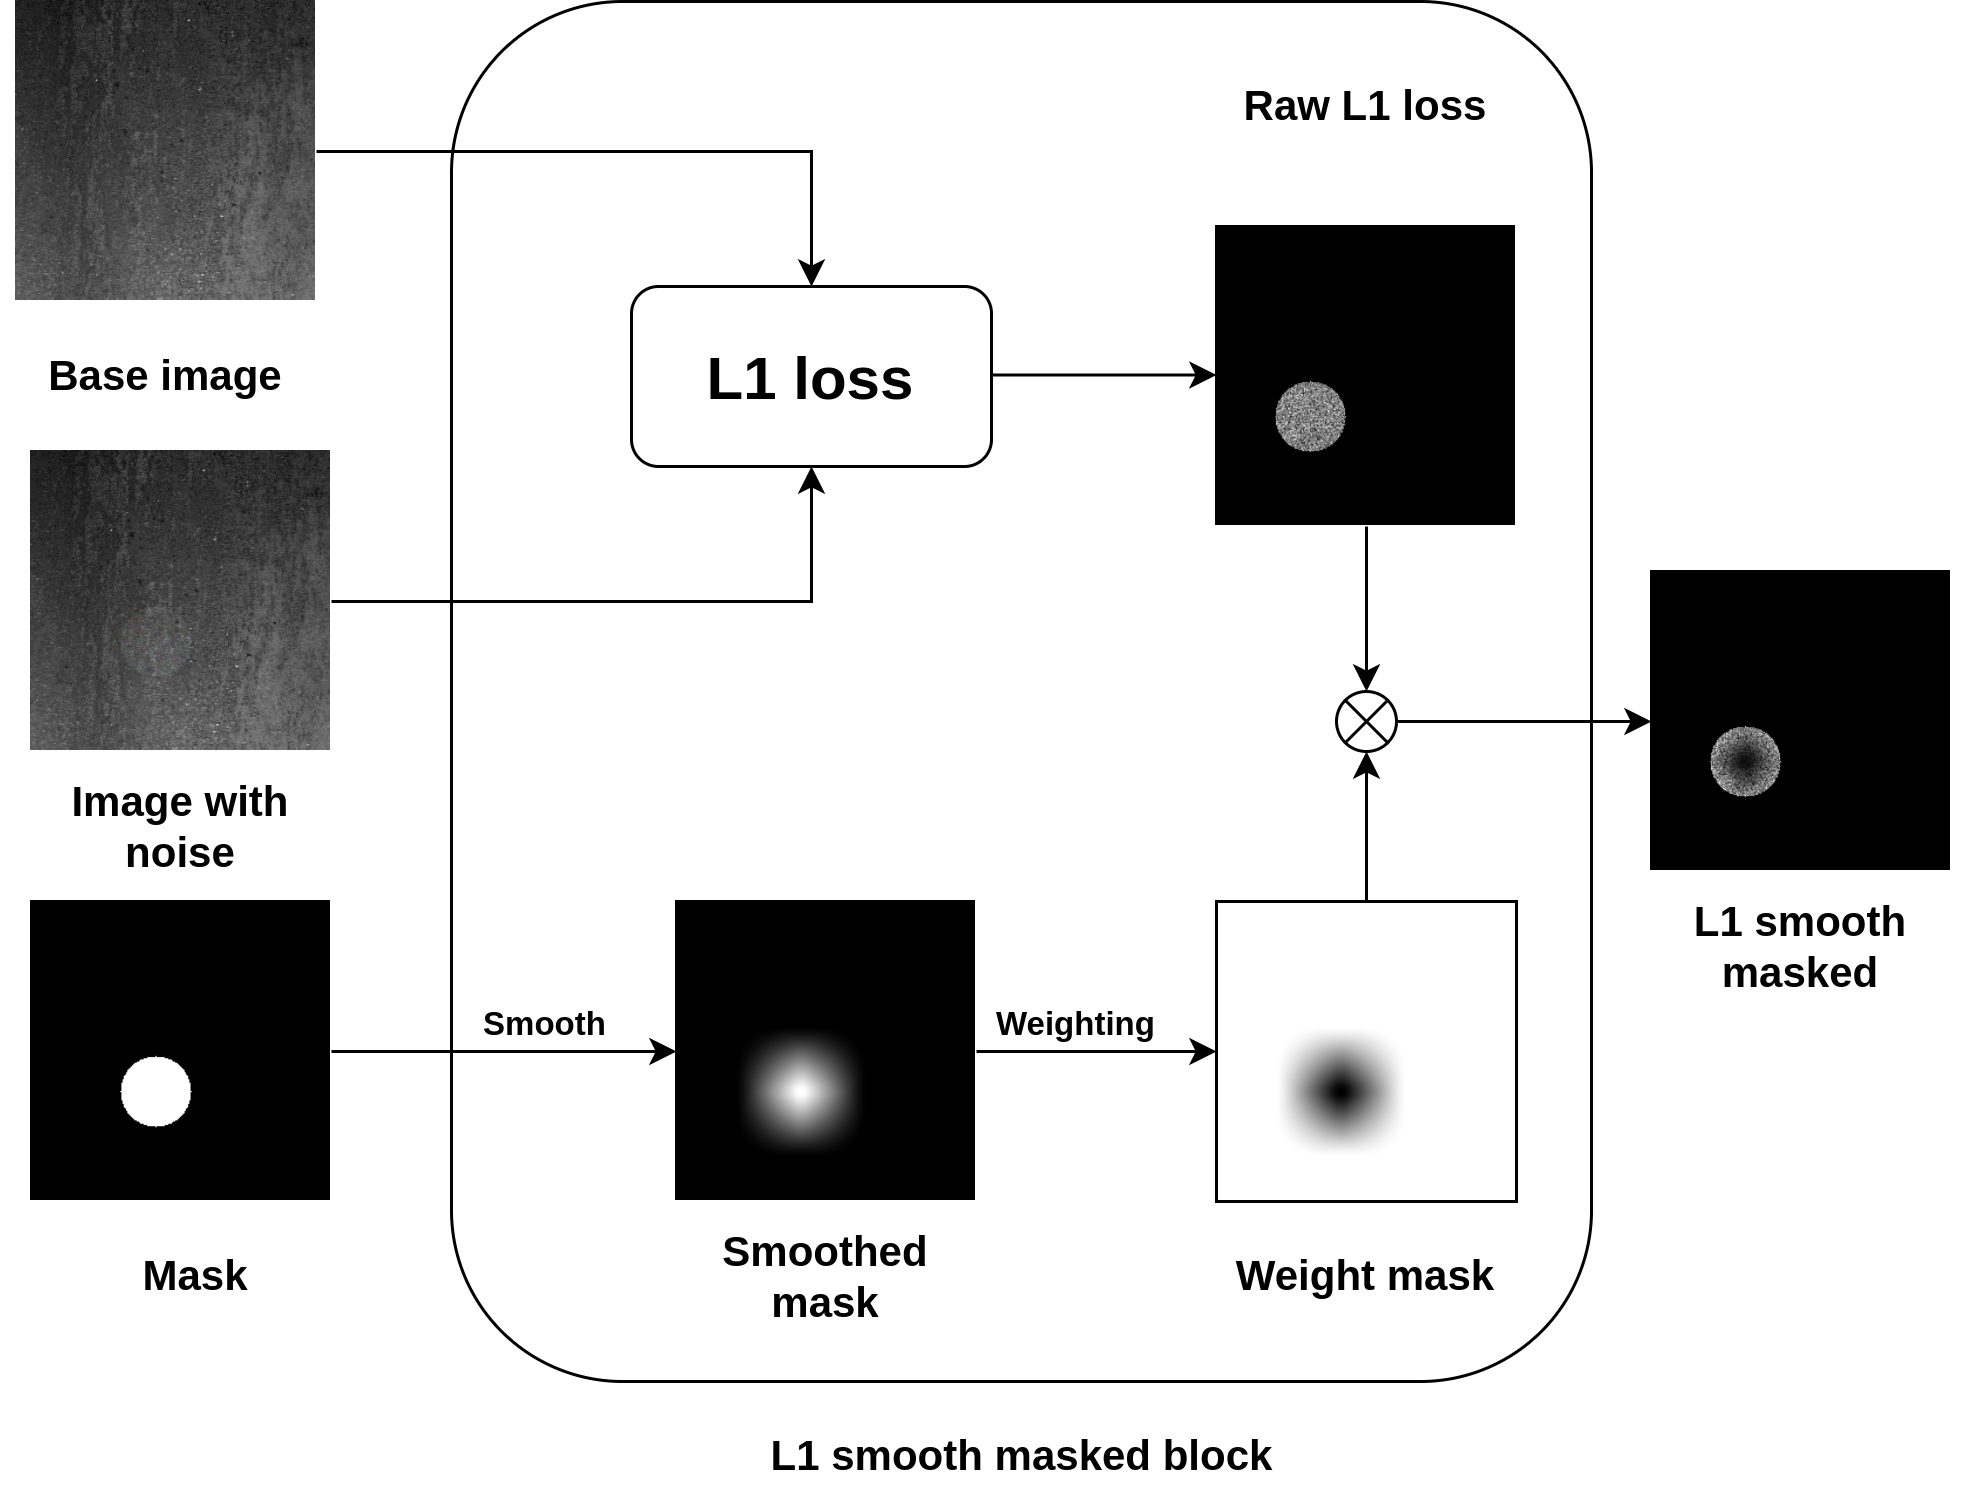 Raw L1 loss
Base image
L1 loss
Image with
noise
L1 smooth
masked
Smooth
Weighting
Mask
Smoothed
mask
Weight mask
L1 smooth masked block